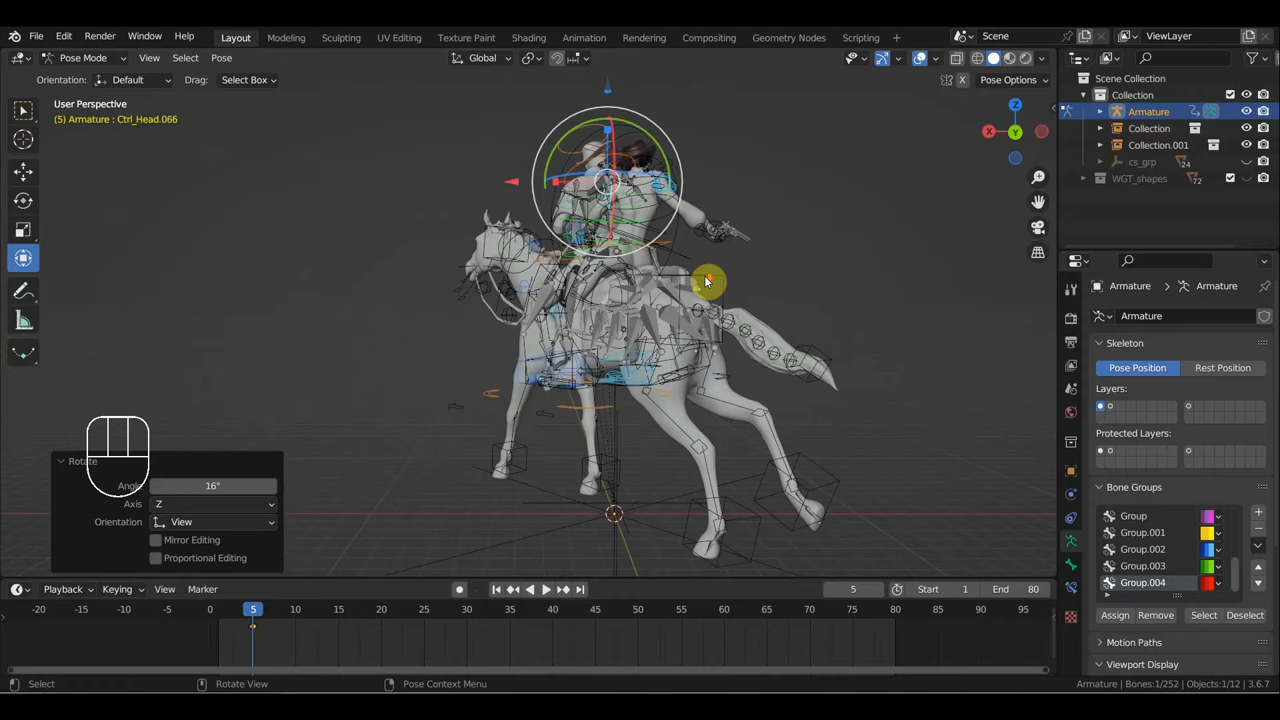 File Edit Render Window Help Layout Modeling Sculpting UV Editing Texture Paint Shading Animation Rendering Compositing Geometry Nodes Scripting + Scene ViewLayer
Pose Mode View Select Pose Global
Orientation: Default Drag: Select Box X Pose Options
User Perspective
(5) Armature : Ctrl_Head.066
Z
X
Y
Scene Collection
Collection
Armature
Collection
Collection.001
cs_grp 24
WGT_shapes 72
Armature > Armature
Armature
Skeleton
Pose Position Rest Position
Layers:
Protected Layers:
Bone Groups
Group
Group.001
Group.002
Group.003
Group.004
Assign Remove Select Deselect
Motion Paths
Viewport Display
Rotate
Angle 16°
Axis Z
Orientation View
Mirror Editing
Proportional Editing
Playback Keying View Marker 5 Start 1 End 80
-20 -15 -10 -5 0 5 10 15 20 25 30 35 40 45 50 55 60 65 70 75 80 85 90 95
Select Rotate View Pose Context Menu Armature | Bones:1/252 | Objects:1/12 | 3.6.7